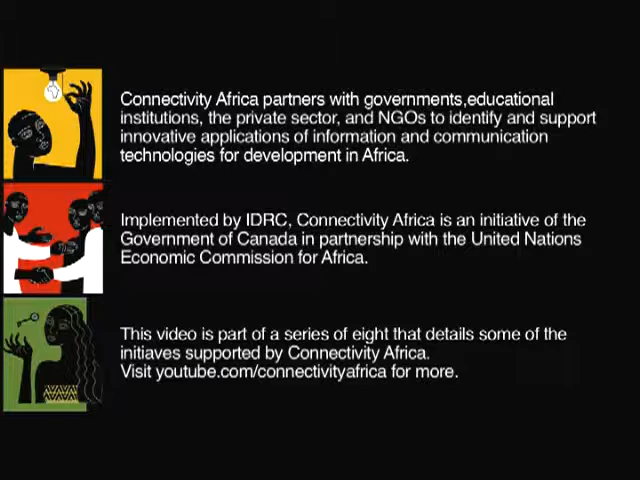 Connectivity Africa partners with governments,educational
institutions, the private sector, and NGOs to identify and support
innovative applications of information and communication
technologies for development in Africa.
Implemented by IDRC, Connectivity Africa is an initiative of the
Government of Canada in partnership with the United Nations
Economic Commission for Africa.
This video is part of a series of eight that details some of the
initiaves supported by Connectivity Africa.
Visit youtube.com/connectivityafrica for more.